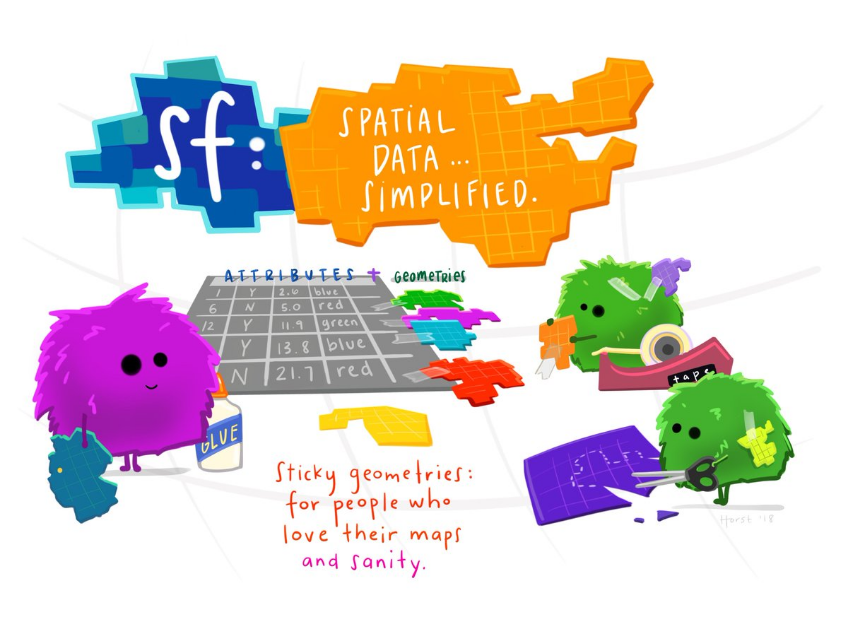 sf:
SPATIAL
DATA...
SIMPLIFIED.
ATTRIBUTES + GEOMETRIES
1 Y 2.6 blue
6 N 5.0 red
12 Y 11.9 green
Y 13.8 blue
N 21.7 red
tape
GLUE
Sticky geometries:
for people who
love their maps
and sanity.
Horst '18